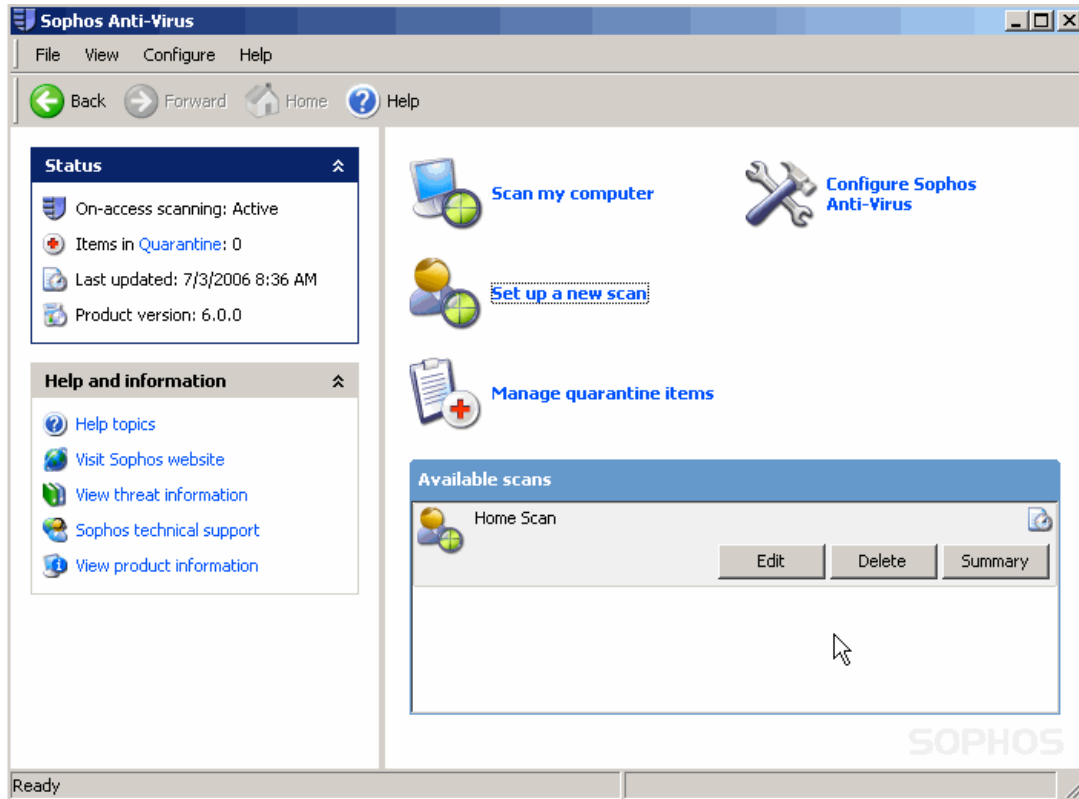 Sophos Anti-Virus
File View Configure Help
Back Forward Home Help
Status
On-access scanning: Active
Items in Quarantine: 0
Last updated: 7/3/2006 8:36 AM
Product version: 6.0.0
Help and information
Help topics
Visit Sophos website
View threat information
Sophos technical support
View product information
Scan my computer
Configure Sophos
Anti-Virus
Set up a new scan
Manage quarantine items
Available scans
Home Scan
Edit Delete Summary
SOPHOS
Ready